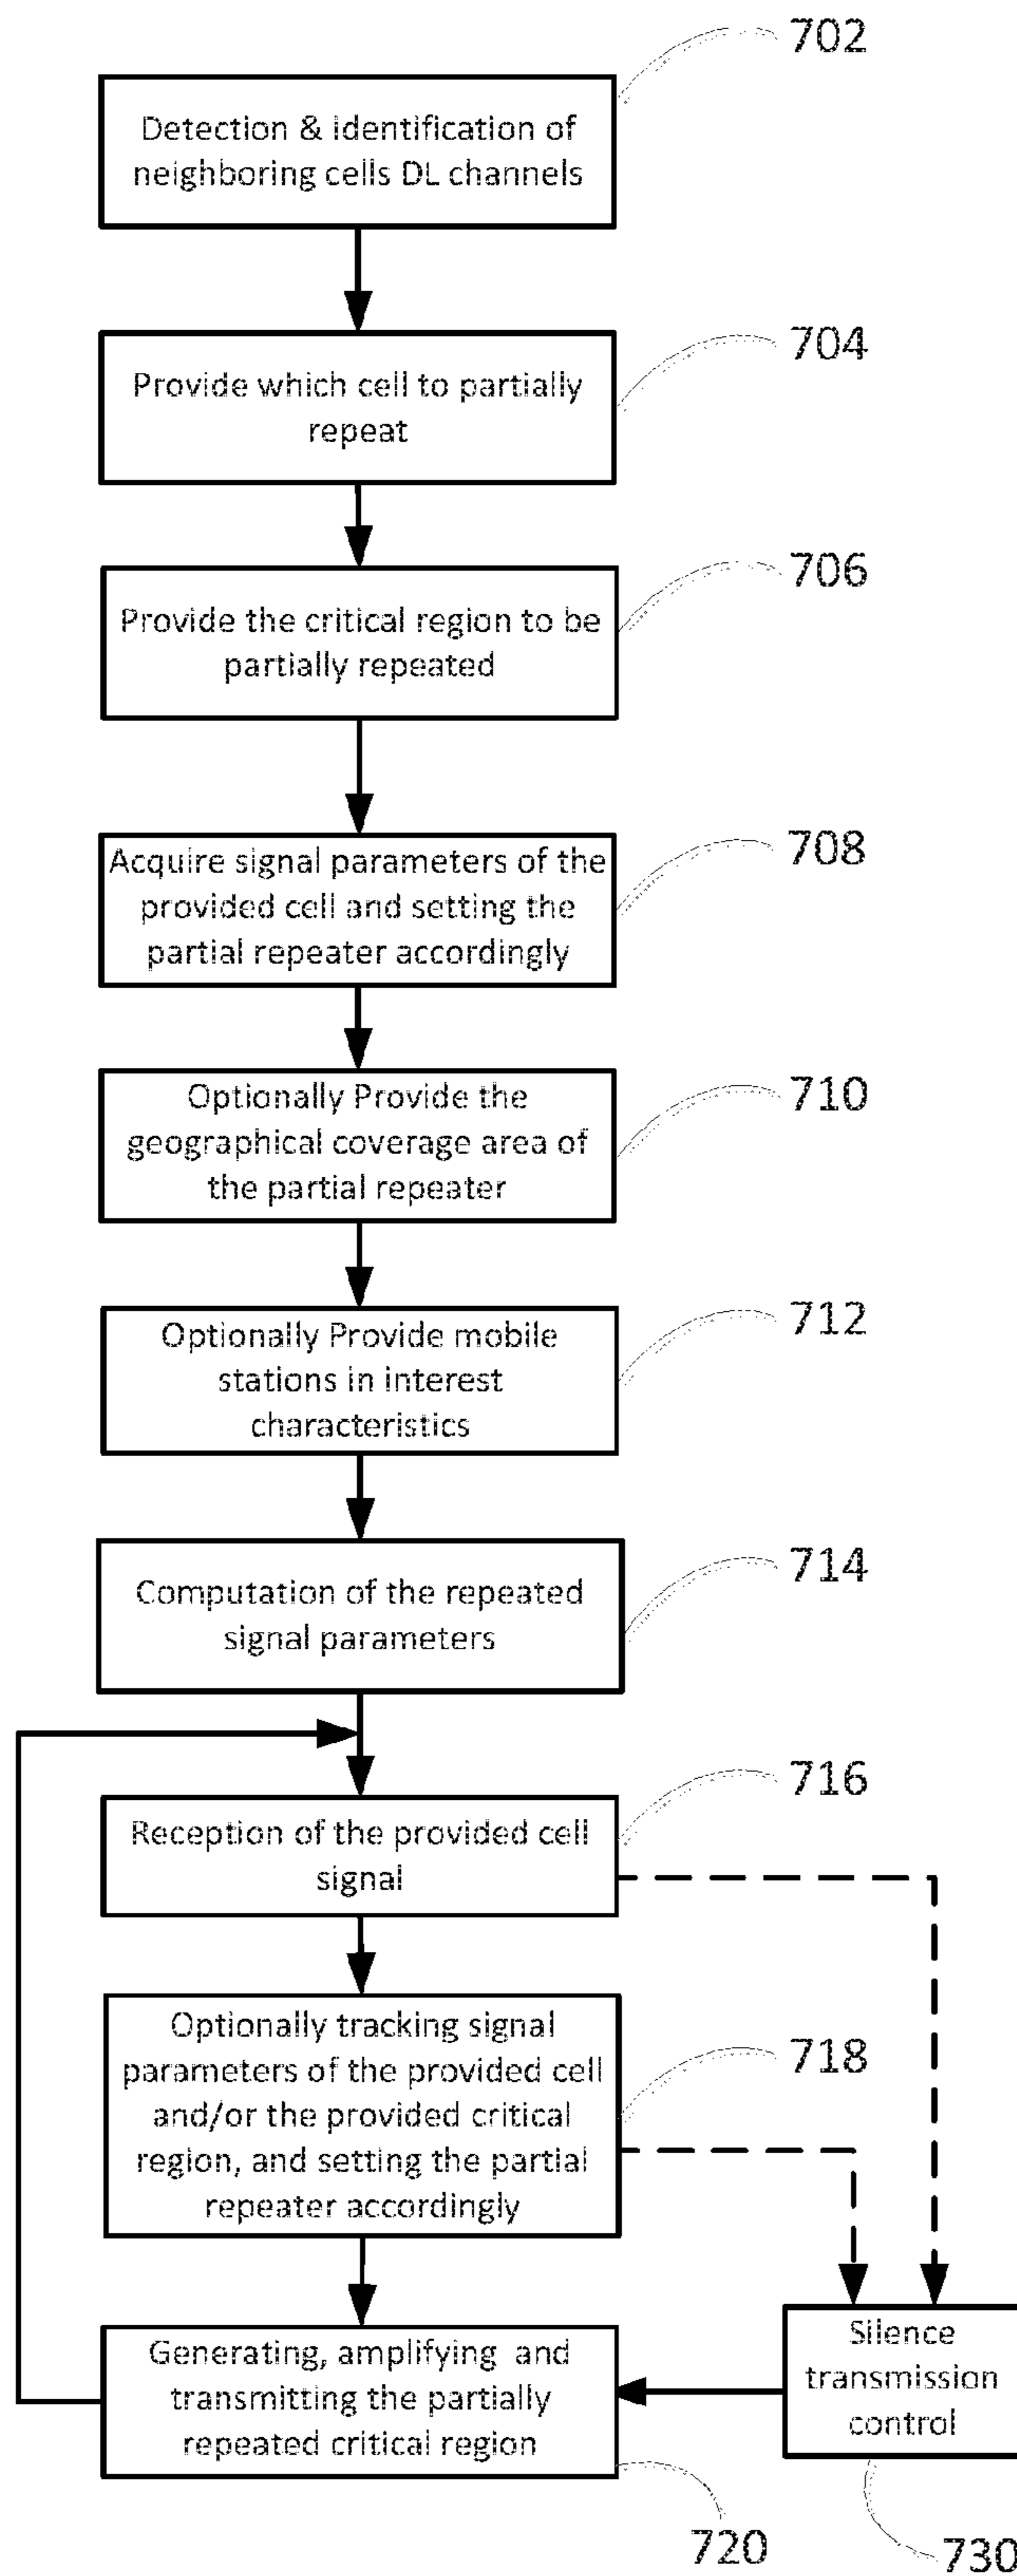 702
Detection & identification of
neighboring cells DL channels
704
Provide which cell to partially
repeat
706
Provide the critical region to be
partially repeated
708
Acquire signal parameters of the
provided cell and setting the
partial repeater accordingly
710
Optionally Provide the
geographical coverage area of
the partial repeater
712
Optionally Provide mobile
stations in interest
characteristics
714
Computation of the repeated
signal parameters
716
Reception of the provided cell
signal
718
Optionally tracking signal
parameters of the provided cell
and/or the provided critical
region, and setting the partial
repeater accordingly
Generating, amplifying and
transmitting the partially
repeated critical region
720
Silence
transmission
control
730